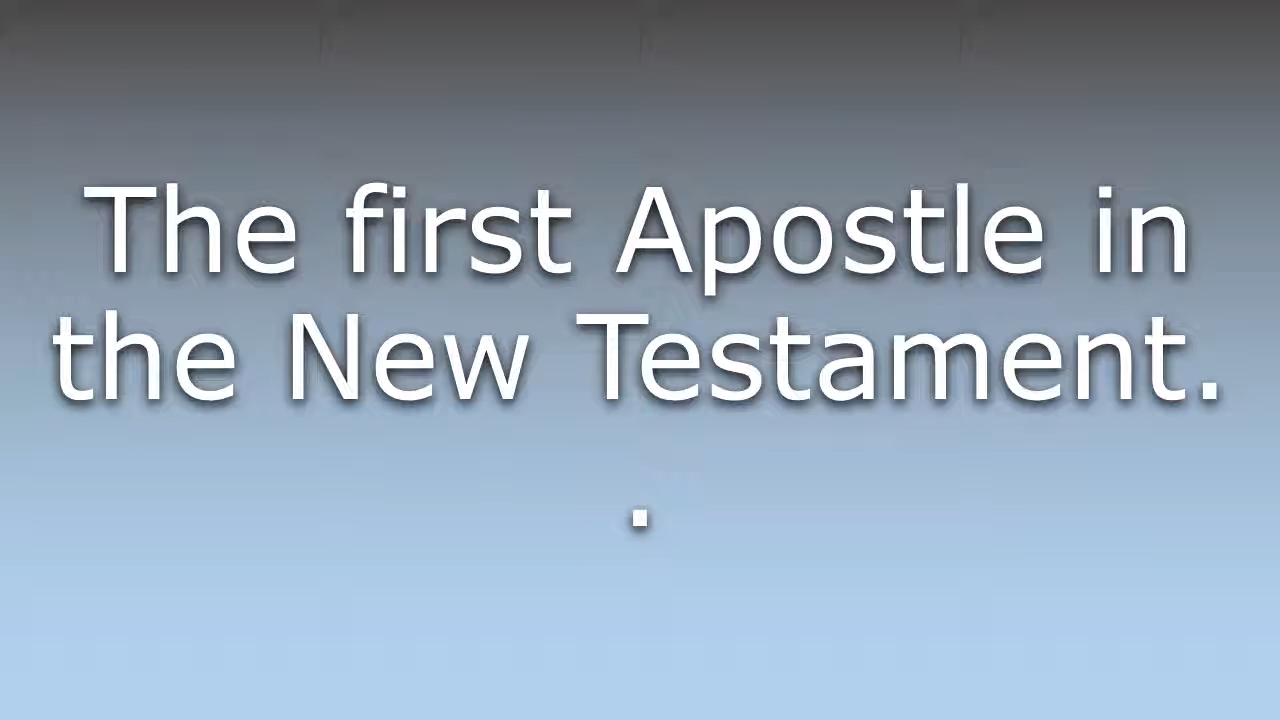 The first Apostle in
the New Testament.
.